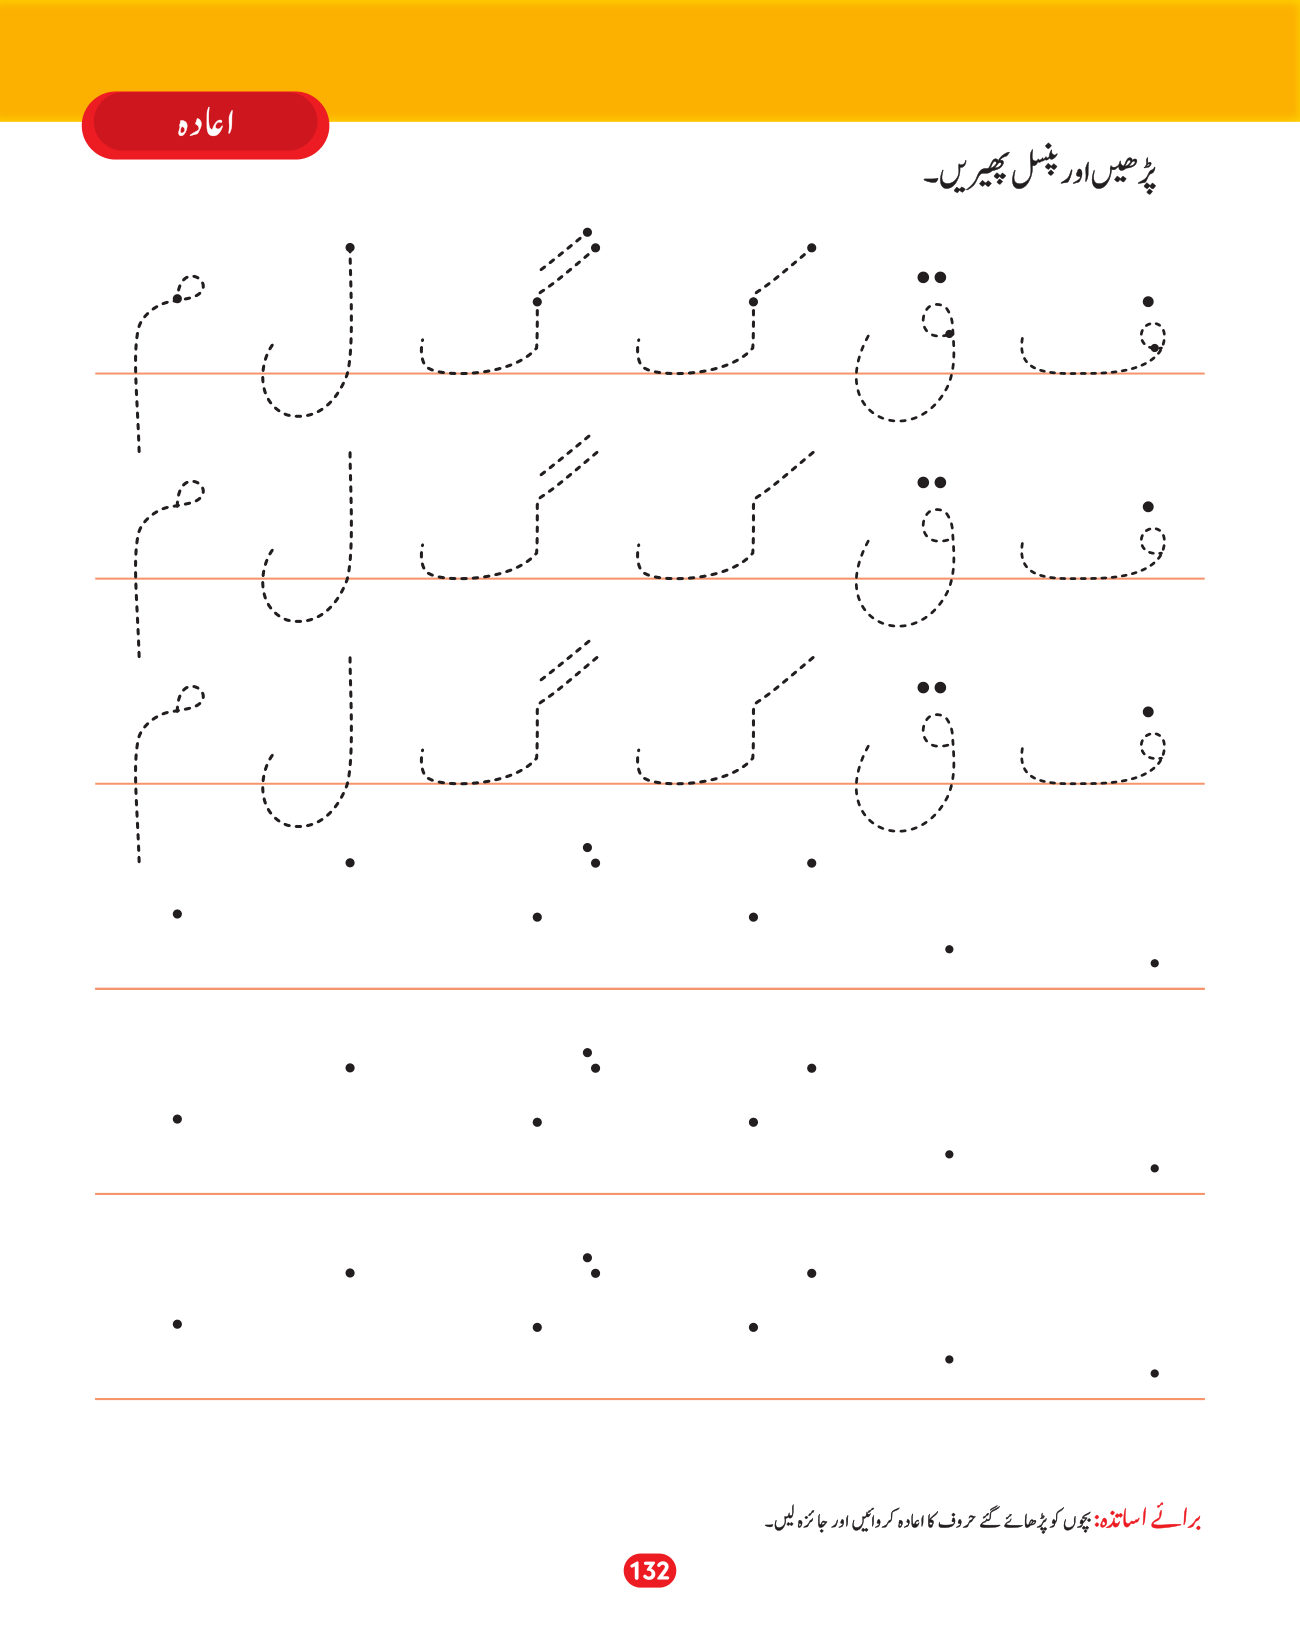 اعادہ
پڑھیں اور پنسل پھیریں۔
ف ق ک گ ل م
ف ق ک گ ل م
ف ق ک گ ل م
برائے اساتذہ: بچوں کو پڑھائے گئے حروف کا اعادہ کروائیں اور جائزہ لیں۔
132